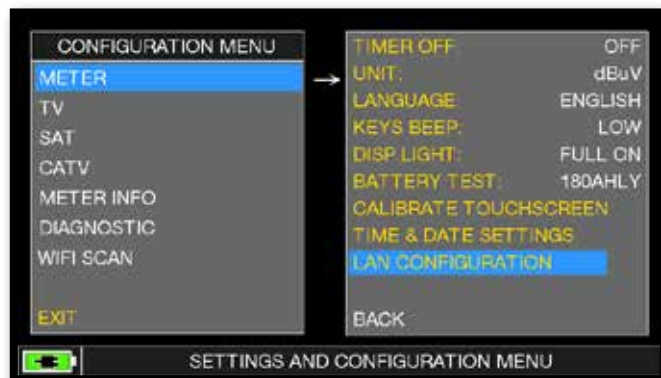 CONFIGURATION MENU
METER
TV
SAT
CATV
METER INFO
DIAGNOSTIC
WIFI SCAN
EXIT
→
TIMER OFF OFF
UNIT: dBuV
LANGUAGE ENGLISH
KEYS BEEP: LOW
DISP.LIGHT: FULL ON
BATTERY TEST: 180AHLY
CALIBRATE TOUCHSCREEN
TIME & DATE SETTINGS
LAN CONFIGURATION
BACK
SETTINGS AND CONFIGURATION MENU